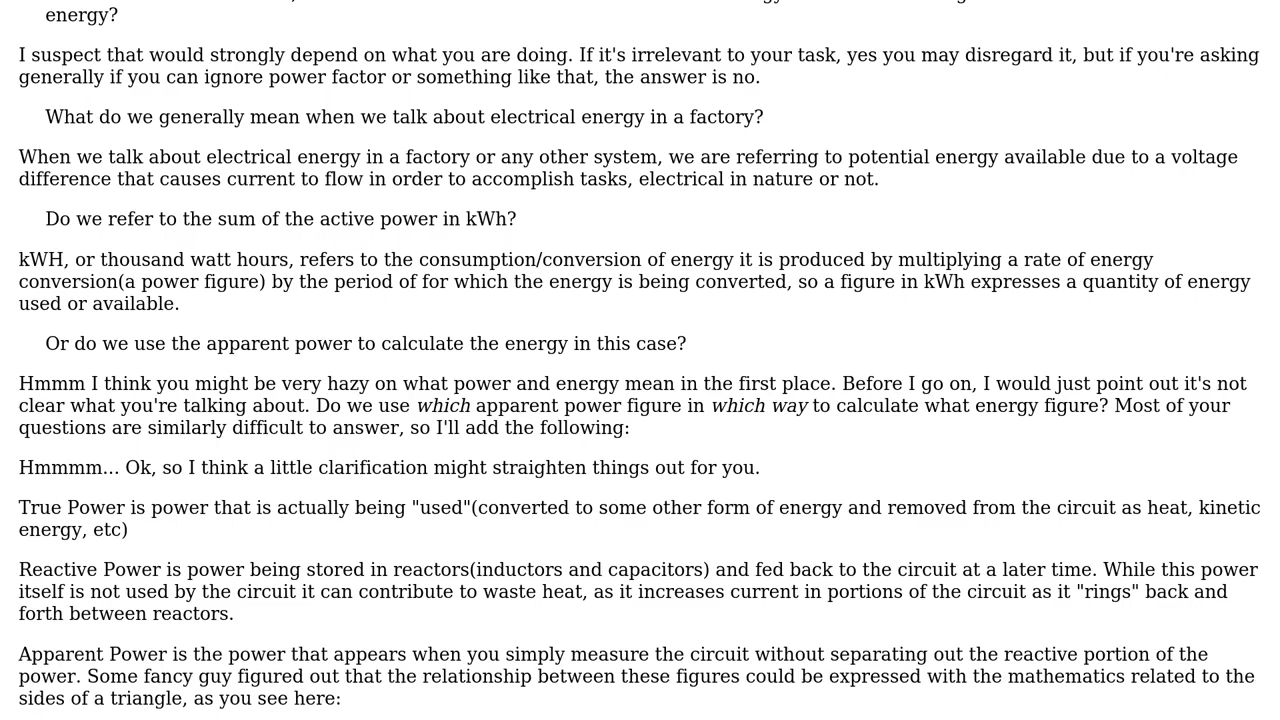 energy?
I suspect that would strongly depend on what you are doing. If it's irrelevant to your task, yes you may disregard it, but if you're asking
generally if you can ignore power factor or something like that, the answer is no.
What do we generally mean when we talk about electrical energy in a factory?
When we talk about electrical energy in a factory or any other system, we are referring to potential energy available due to a voltage
difference that causes current to flow in order to accomplish tasks, electrical in nature or not.
Do we refer to the sum of the active power in kWh?
kWH, or thousand watt hours, refers to the consumption/conversion of energy it is produced by multiplying a rate of energy
conversion(a power figure) by the period of for which the energy is being converted, so a figure in kWh expresses a quantity of energy
used or available.
Or do we use the apparent power to calculate the energy in this case?
Hmmm I think you might be very hazy on what power and energy mean in the first place. Before I go on, I would just point out it's not
clear what you're talking about. Do we use which apparent power figure in which way to calculate what energy figure? Most of your
questions are similarly difficult to answer, so I'll add the following:
Hmmmm... Ok, so I think a little clarification might straighten things out for you.
True Power is power that is actually being "used"(converted to some other form of energy and removed from the circuit as heat, kinetic
energy, etc)
Reactive Power is power being stored in reactors(inductors and capacitors) and fed back to the circuit at a later time. While this power
itself is not used by the circuit it can contribute to waste heat, as it increases current in portions of the circuit as it "rings" back and
forth between reactors.
Apparent Power is the power that appears when you simply measure the circuit without separating out the reactive portion of the
power. Some fancy guy figured out that the relationship between these figures could be expressed with the mathematics related to the
sides of a triangle, as you see here: